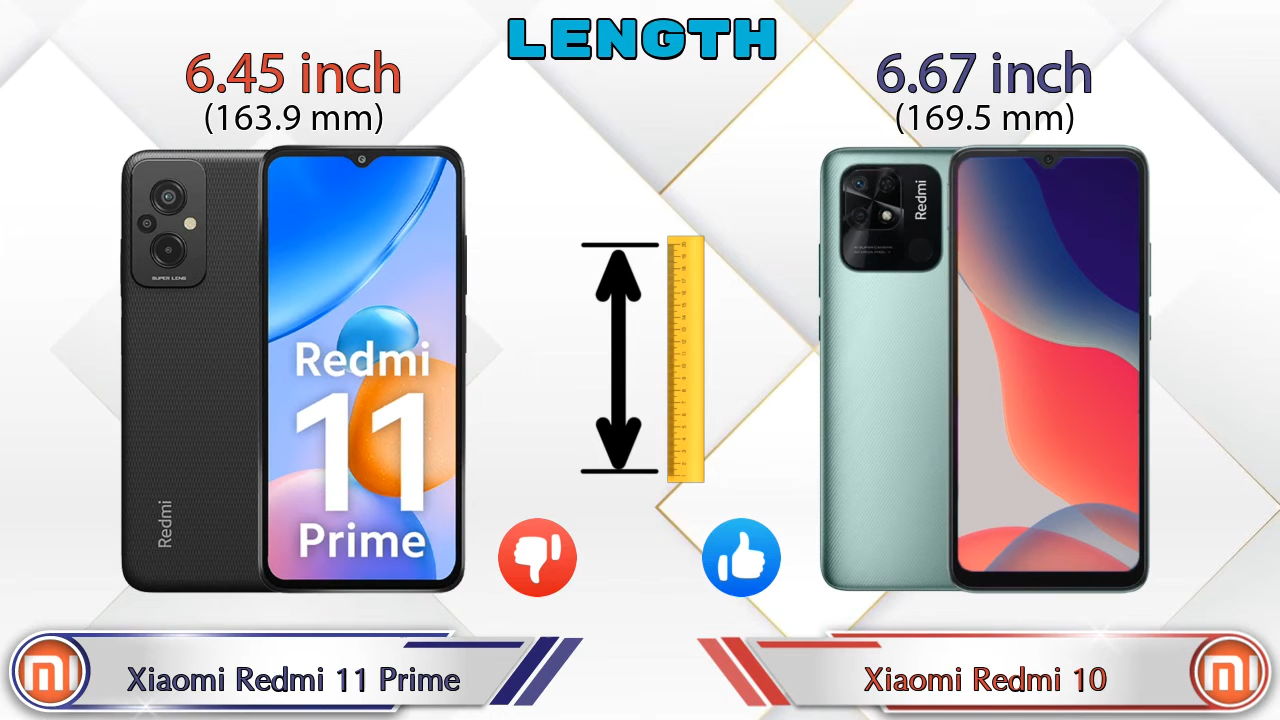 LENGTH
6.45 inch
(163.9 mm)
6.67 inch
(169.5 mm)
SUPER LENS
Redmi
Redmi
11
Prime
Redmi
Xiaomi Redmi 11 Prime
Xiaomi Redmi 10